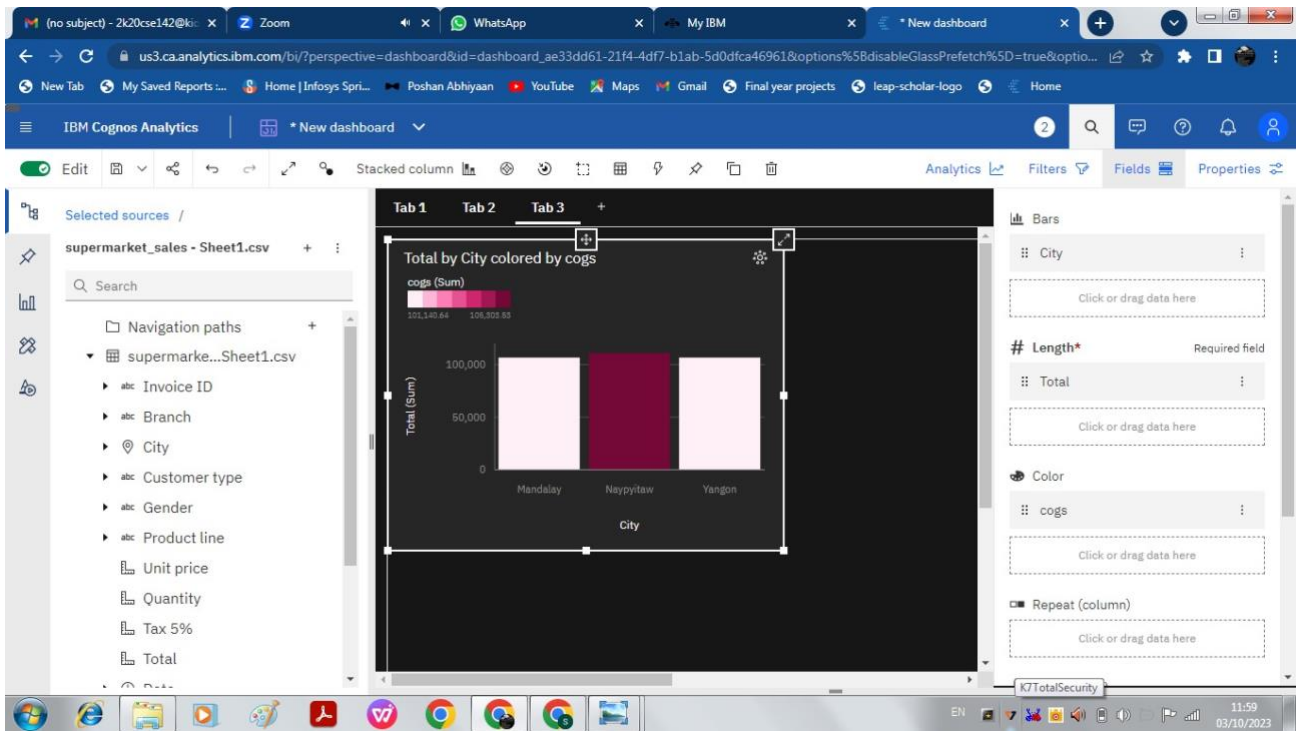 (no subject) - 2k20cse142@ki
Zoom
WhatsApp
My IBM
* New dashboard
us3.ca.analytics.ibm.com/bi/?perspective=dashboard&id=dashboard_ae33dd61-21f4-4df7-b1ab-5d0dfca46961&options%5BdisableGlassPrefetch%5D=true&optio...
New Tab
My Saved Reports :...
Home | Infosys Spri...
Poshan Abhiyaan
YouTube
Maps
Gmail
Final year projects
leap-scholar-logo
Home
IBM Cognos Analytics
* New dashboard
2
Edit
Stacked column
Analytics
Filters
Fields
Properties
Selected sources /
supermarket_sales - Sheet1.csv
Search
Navigation paths
supermarke...Sheet1.csv
abc Invoice ID
abc Branch
City
abc Customer type
abc Gender
abc Product line
Unit price
Quantity
Tax 5%
Total
Tab 1
Tab 2
Tab 3
Total by City colored by cogs
cogs (Sum)
101,140.64
100,000
50,000
0
Total (Sum)
Mandalay
Naypyitaw
Yangon
City
Bars
City
Click or drag data here
# Length*
Required field
Total
Click or drag data here
Color
cogs
Click or drag data here
Repeat (column)
Click or drag data here
K7TotalSecurity
EN
11:59
03/10/2023